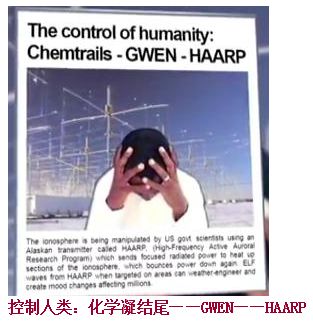 The control of humanity:
Chemtrails - GWEN - HAARP
The ionosphere is being manipulated by US govt. scientists using an
Alaskan transmitter called HAARP, (High-Frequency Active Auroral
Research Program) which sends focused radiated power to heat up
sections of the ionosphere, which bounces power down again. ELF
waves from HAARP when targeted on areas can weather-engineer and
create mood changes affecting millions.
控制人类：化学凝结尾——GWEN——HAARP